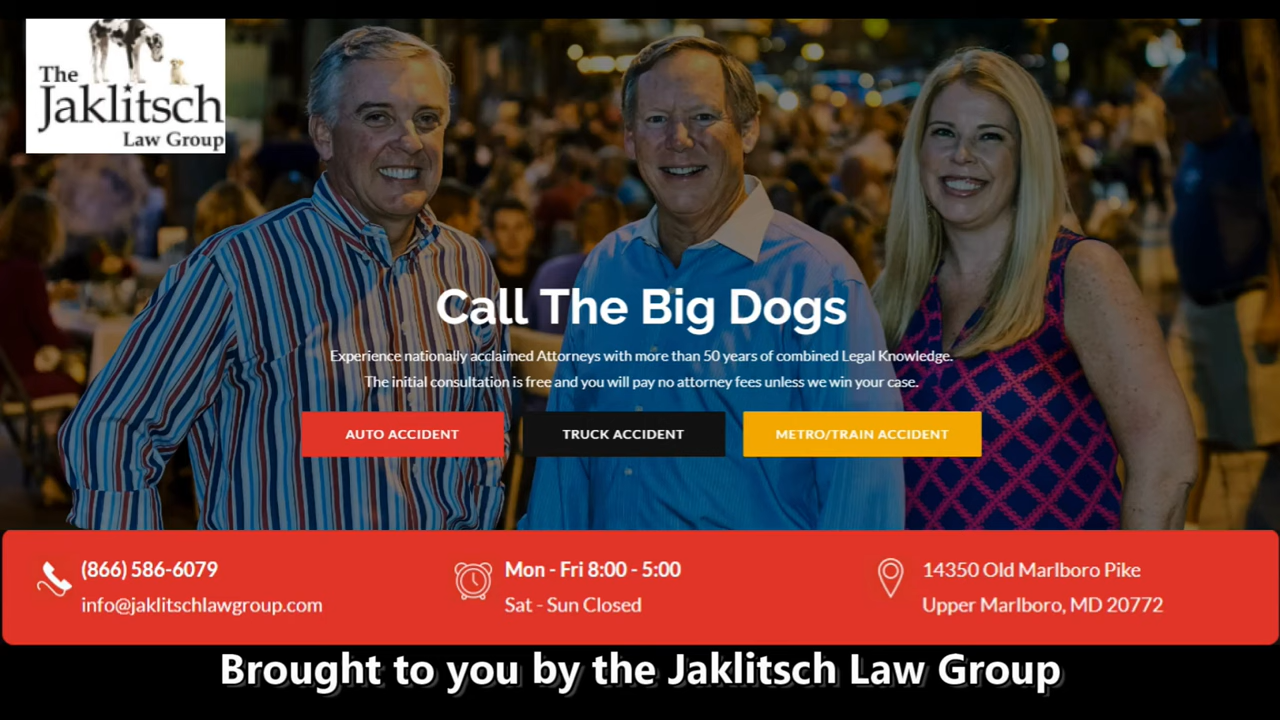 The
Jaklitsch
Law Group
Call The Big Dogs
Experience nationally acclaimed Attorneys with more than 50 years of combined Legal Knowledge.
The initial consultation is free and you will pay no attorney fees unless we win your case.
AUTO ACCIDENT
TRUCK ACCIDENT
METRO/TRAIN ACCIDENT
(866) 586-6079
info@jaklitschlawgroup.com
Mon - Fri 8:00 - 5:00
Sat - Sun Closed
14350 Old Marlboro Pike
Upper Marlboro, MD 20772
Brought to you by the Jaklitsch Law Group